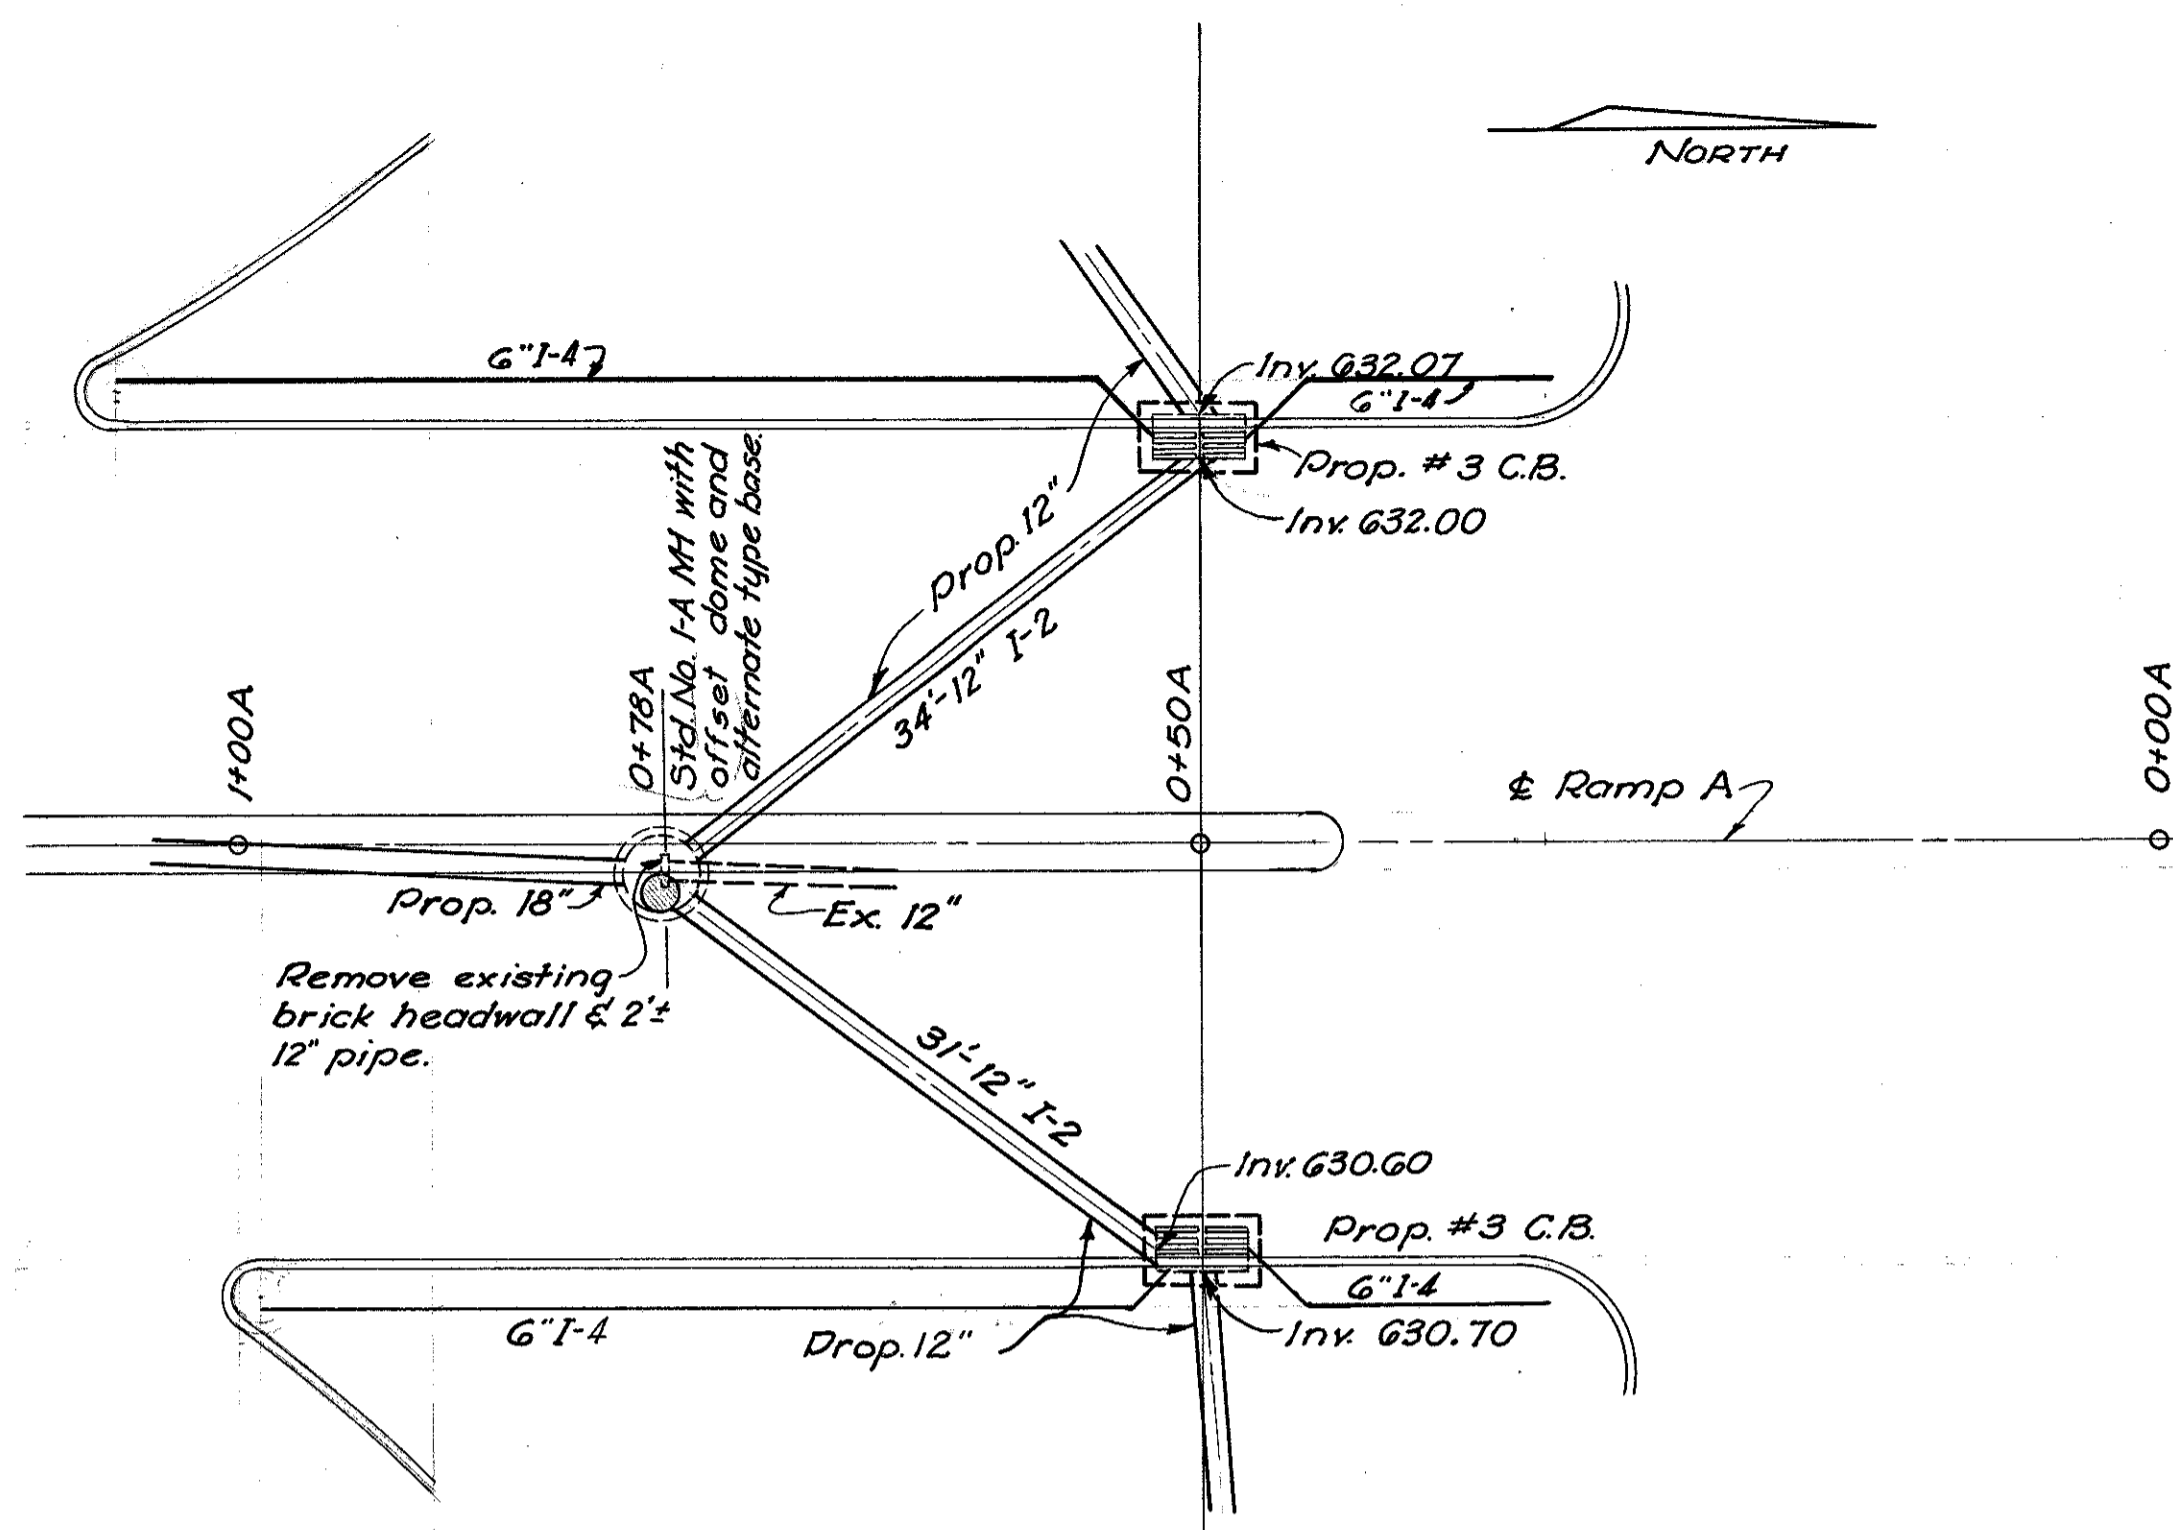 NORTH
6" I-4
Inv. 632.07
6" I-4
Prop. #3 C.B.
Inv. 632.00
Prop. 12"
34'-12" I-2
Std. No. 1-A MH with
offset dome and
alternate type base.
0+78A
1+00A
0+50A
0+00A
℄ Ramp A
Prop. 18"
Ex. 12"
Remove existing
brick headwall & 2'±
12" pipe.
31'-12" I-2
Inv. 630.60
Prop. #3 C.B.
6" I-4
6" I-4
Prop. 12"
Inv. 630.70